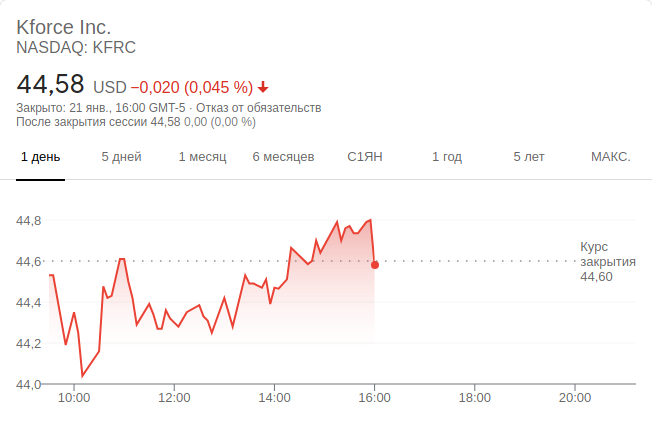 Kforce Inc.
NASDAQ: KFRC
44,58 USD −0,020 (0,045 %)
Закрыто: 21 янв., 16:00 GMT-5 · Отказ от обязательств
После закрытия сессии 44,58 0,00 (0,00 %)
1 день 5 дней 1 месяц 6 месяцев С1ЯН 1 год 5 лет МАКС.
44,8
44,6
44,4
44,2
44,0
Курс
закрытия
44,60
10:00 12:00 14:00 16:00 18:00 20:00